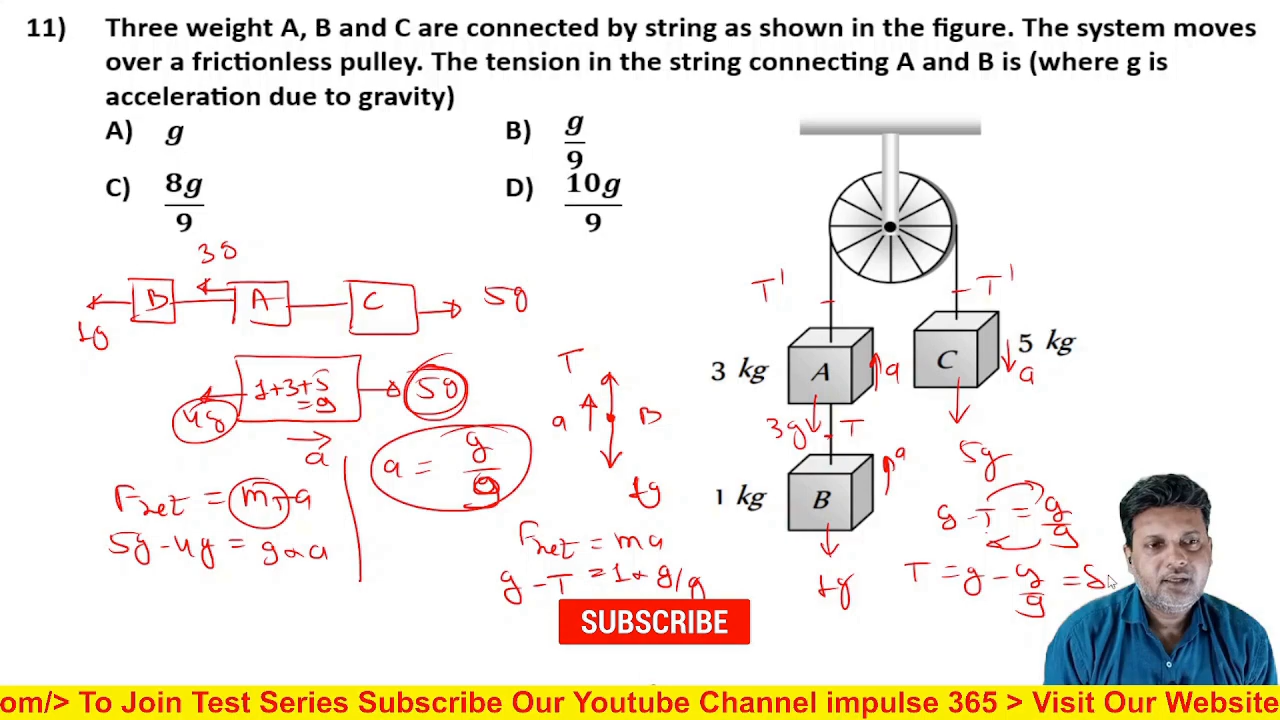 11) Three weight A, B and C are connected by string as shown in the figure. The system moves
over a frictionless pulley. The tension in the string connecting A and B is (where g is
acceleration due to gravity)
A) g
B) g/9
C) 8g/9
D) 10g/9
3g
B A C 5g
1g
T' T'
1+3+5
=9
4g 5g
a
T
a B
1g
3 kg A a
C 5 kg
a
3g T
5g
1 kg B a
1g
a = g/9
Fnet = mT a
5g - 4g = 9 × a
Fnet = ma
g - T = 1 × g/9
g - T = g/9
T = g - g/9 = 8
SUBSCRIBE
om/> To Join Test Series Subscribe Our Youtube Channel impulse 365 > Visit Our Website